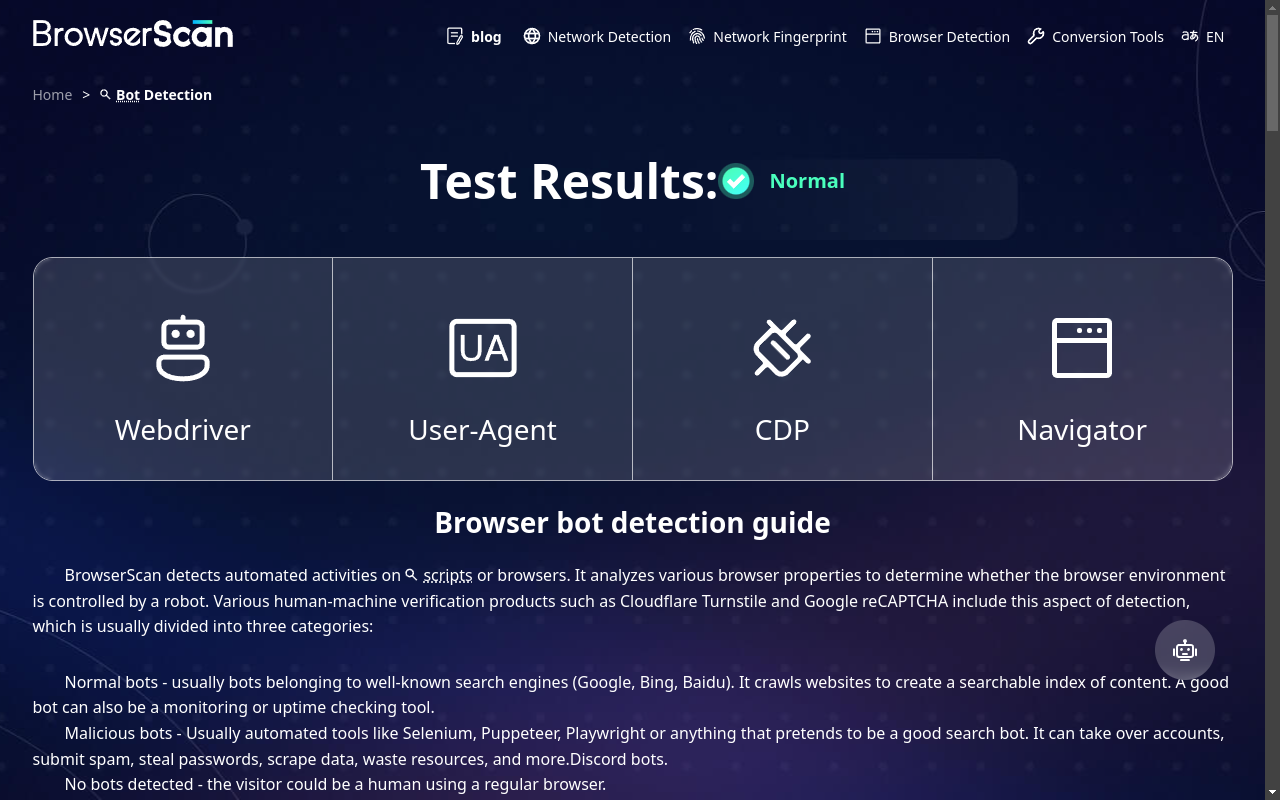 BrowserScan
blog
Network Detection
Network Fingerprint
Browser Detection
Conversion Tools
EN
Home > Bot Detection
Test Results:
Normal
UA
Webdriver
User-Agent
CDP
Navigator
Browser bot detection guide
BrowserScan detects automated activities on scripts or browsers. It analyzes various browser properties to determine whether the browser environment
is controlled by a robot. Various human-machine verification products such as Cloudflare Turnstile and Google reCAPTCHA include this aspect of detection,
which is usually divided into three categories:
Normal bots - usually bots belonging to well-known search engines (Google, Bing, Baidu). It crawls websites to create a searchable index of content. A good
bot can also be a monitoring or uptime checking tool.
Malicious bots - Usually automated tools like Selenium, Puppeteer, Playwright or anything that pretends to be a good search bot. It can take over accounts,
submit spam, steal passwords, scrape data, waste resources, and more.Discord bots.
No bots detected - the visitor could be a human using a regular browser.